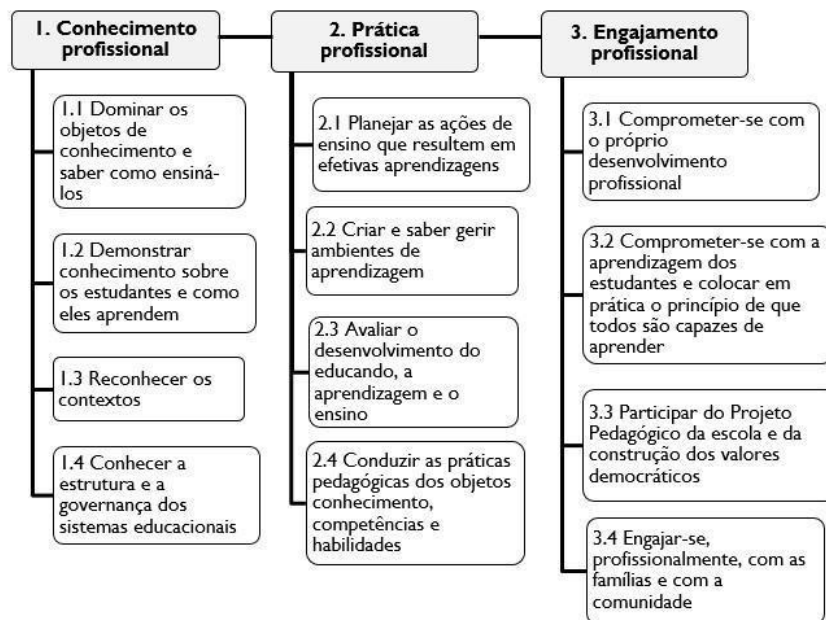 1. Conhecimento
profissional
1.1 Dominar os
objetos de
conhecimento e
saber como ensiná-
los
1.2 Demonstrar
conhecimento sobre
os estudantes e como
eles aprendem
1.3 Reconhecer os
contextos
1.4 Conhecer a
estrutura e a
governança dos
sistemas educacionais
2. Prática
profissional
2.1 Planejar as ações de
ensino que resultem em
efetivas aprendizagens
2.2 Criar e saber gerir
ambientes de
aprendizagem
2.3 Avaliar o
desenvolvimento do
educando, a
aprendizagem e o
ensino
2.4 Conduzir as práticas
pedagógicas dos objetos
conhecimento,
competências e
habilidades
3. Engajamento
profissional
3.1 Comprometer-se com
o próprio
desenvolvimento
profissional
3.2 Comprometer-se com a
aprendizagem dos
estudantes e colocar em
prática o princípio de que
todos são capazes de
aprender
3.3 Participar do Projeto
Pedagógico da escola e da
construção dos valores
democráticos
3.4 Engajar-se,
profissionalmente, com as
famílias e com a
comunidade